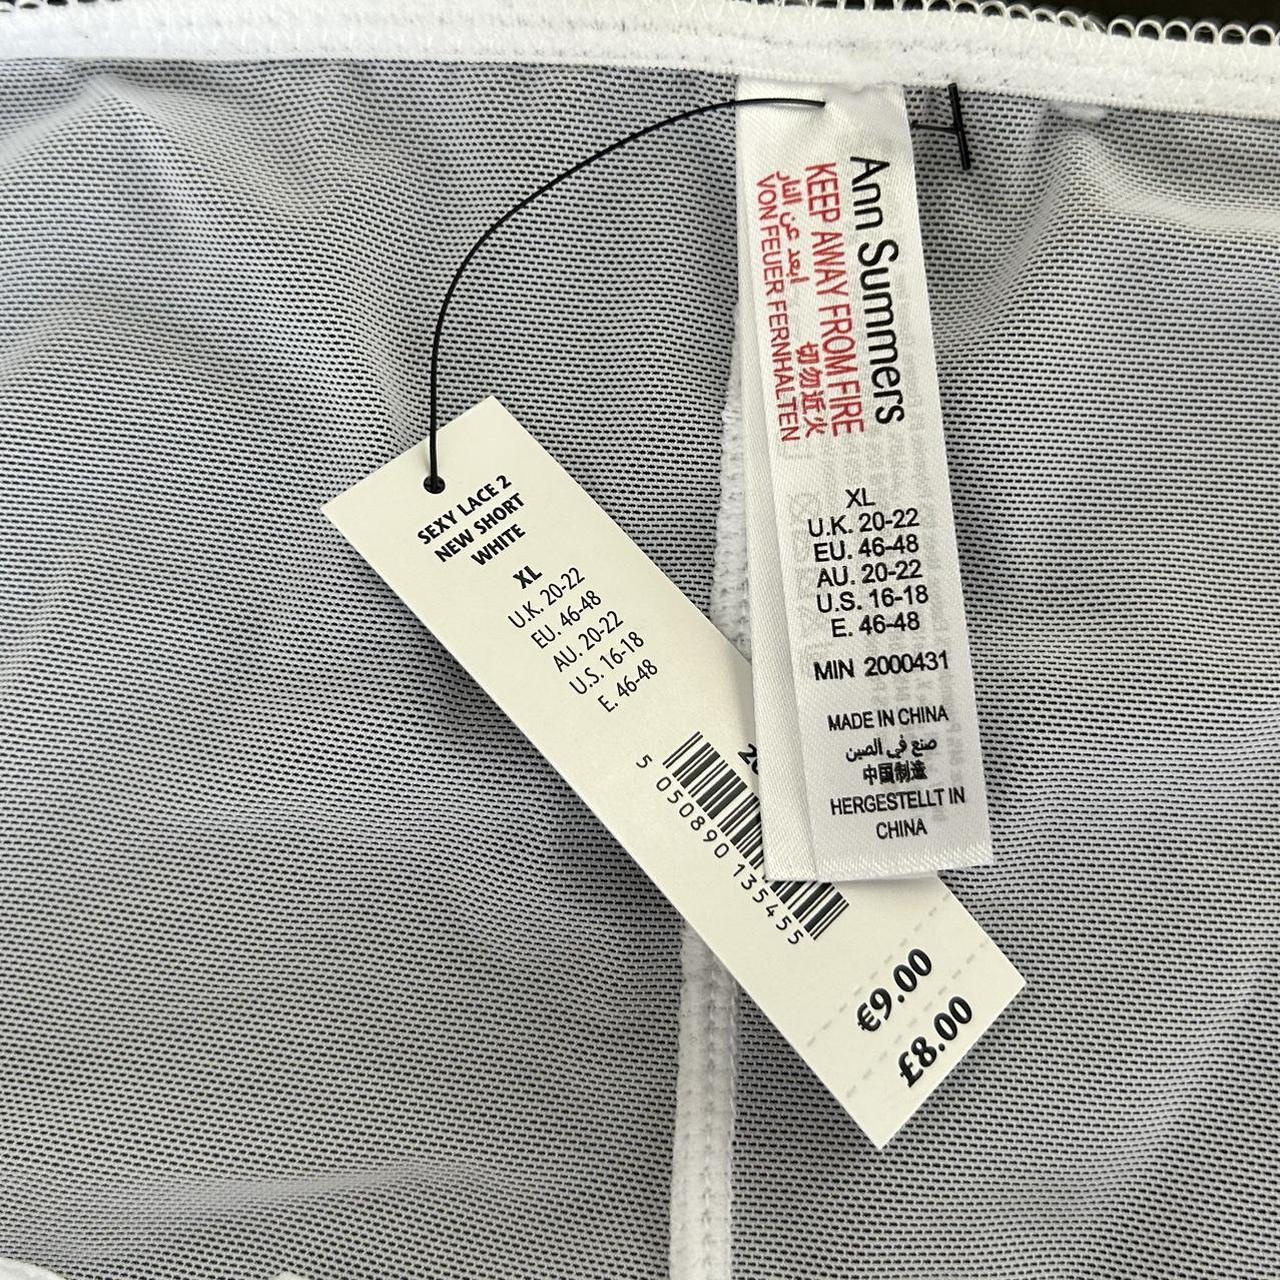 SEXY LACE 2
NEW SHORT
WHITE
XL
U.K. 20-22
EU. 46-48
AU. 20-22
U.S. 16-18
E. 46-48
5 050890 135455
€9.00
£8.00
Ann Summers
KEEP AWAY FROM FIRE
ابعد عن النار 切勿近火
VON FEUER FERNHALTEN
XL
U.K. 20-22
EU. 46-48
AU. 20-22
U.S. 16-18
E. 46-48
MIN 2000431
MADE IN CHINA
صنع في الصين
中国制造
HERGESTELLT IN
CHINA